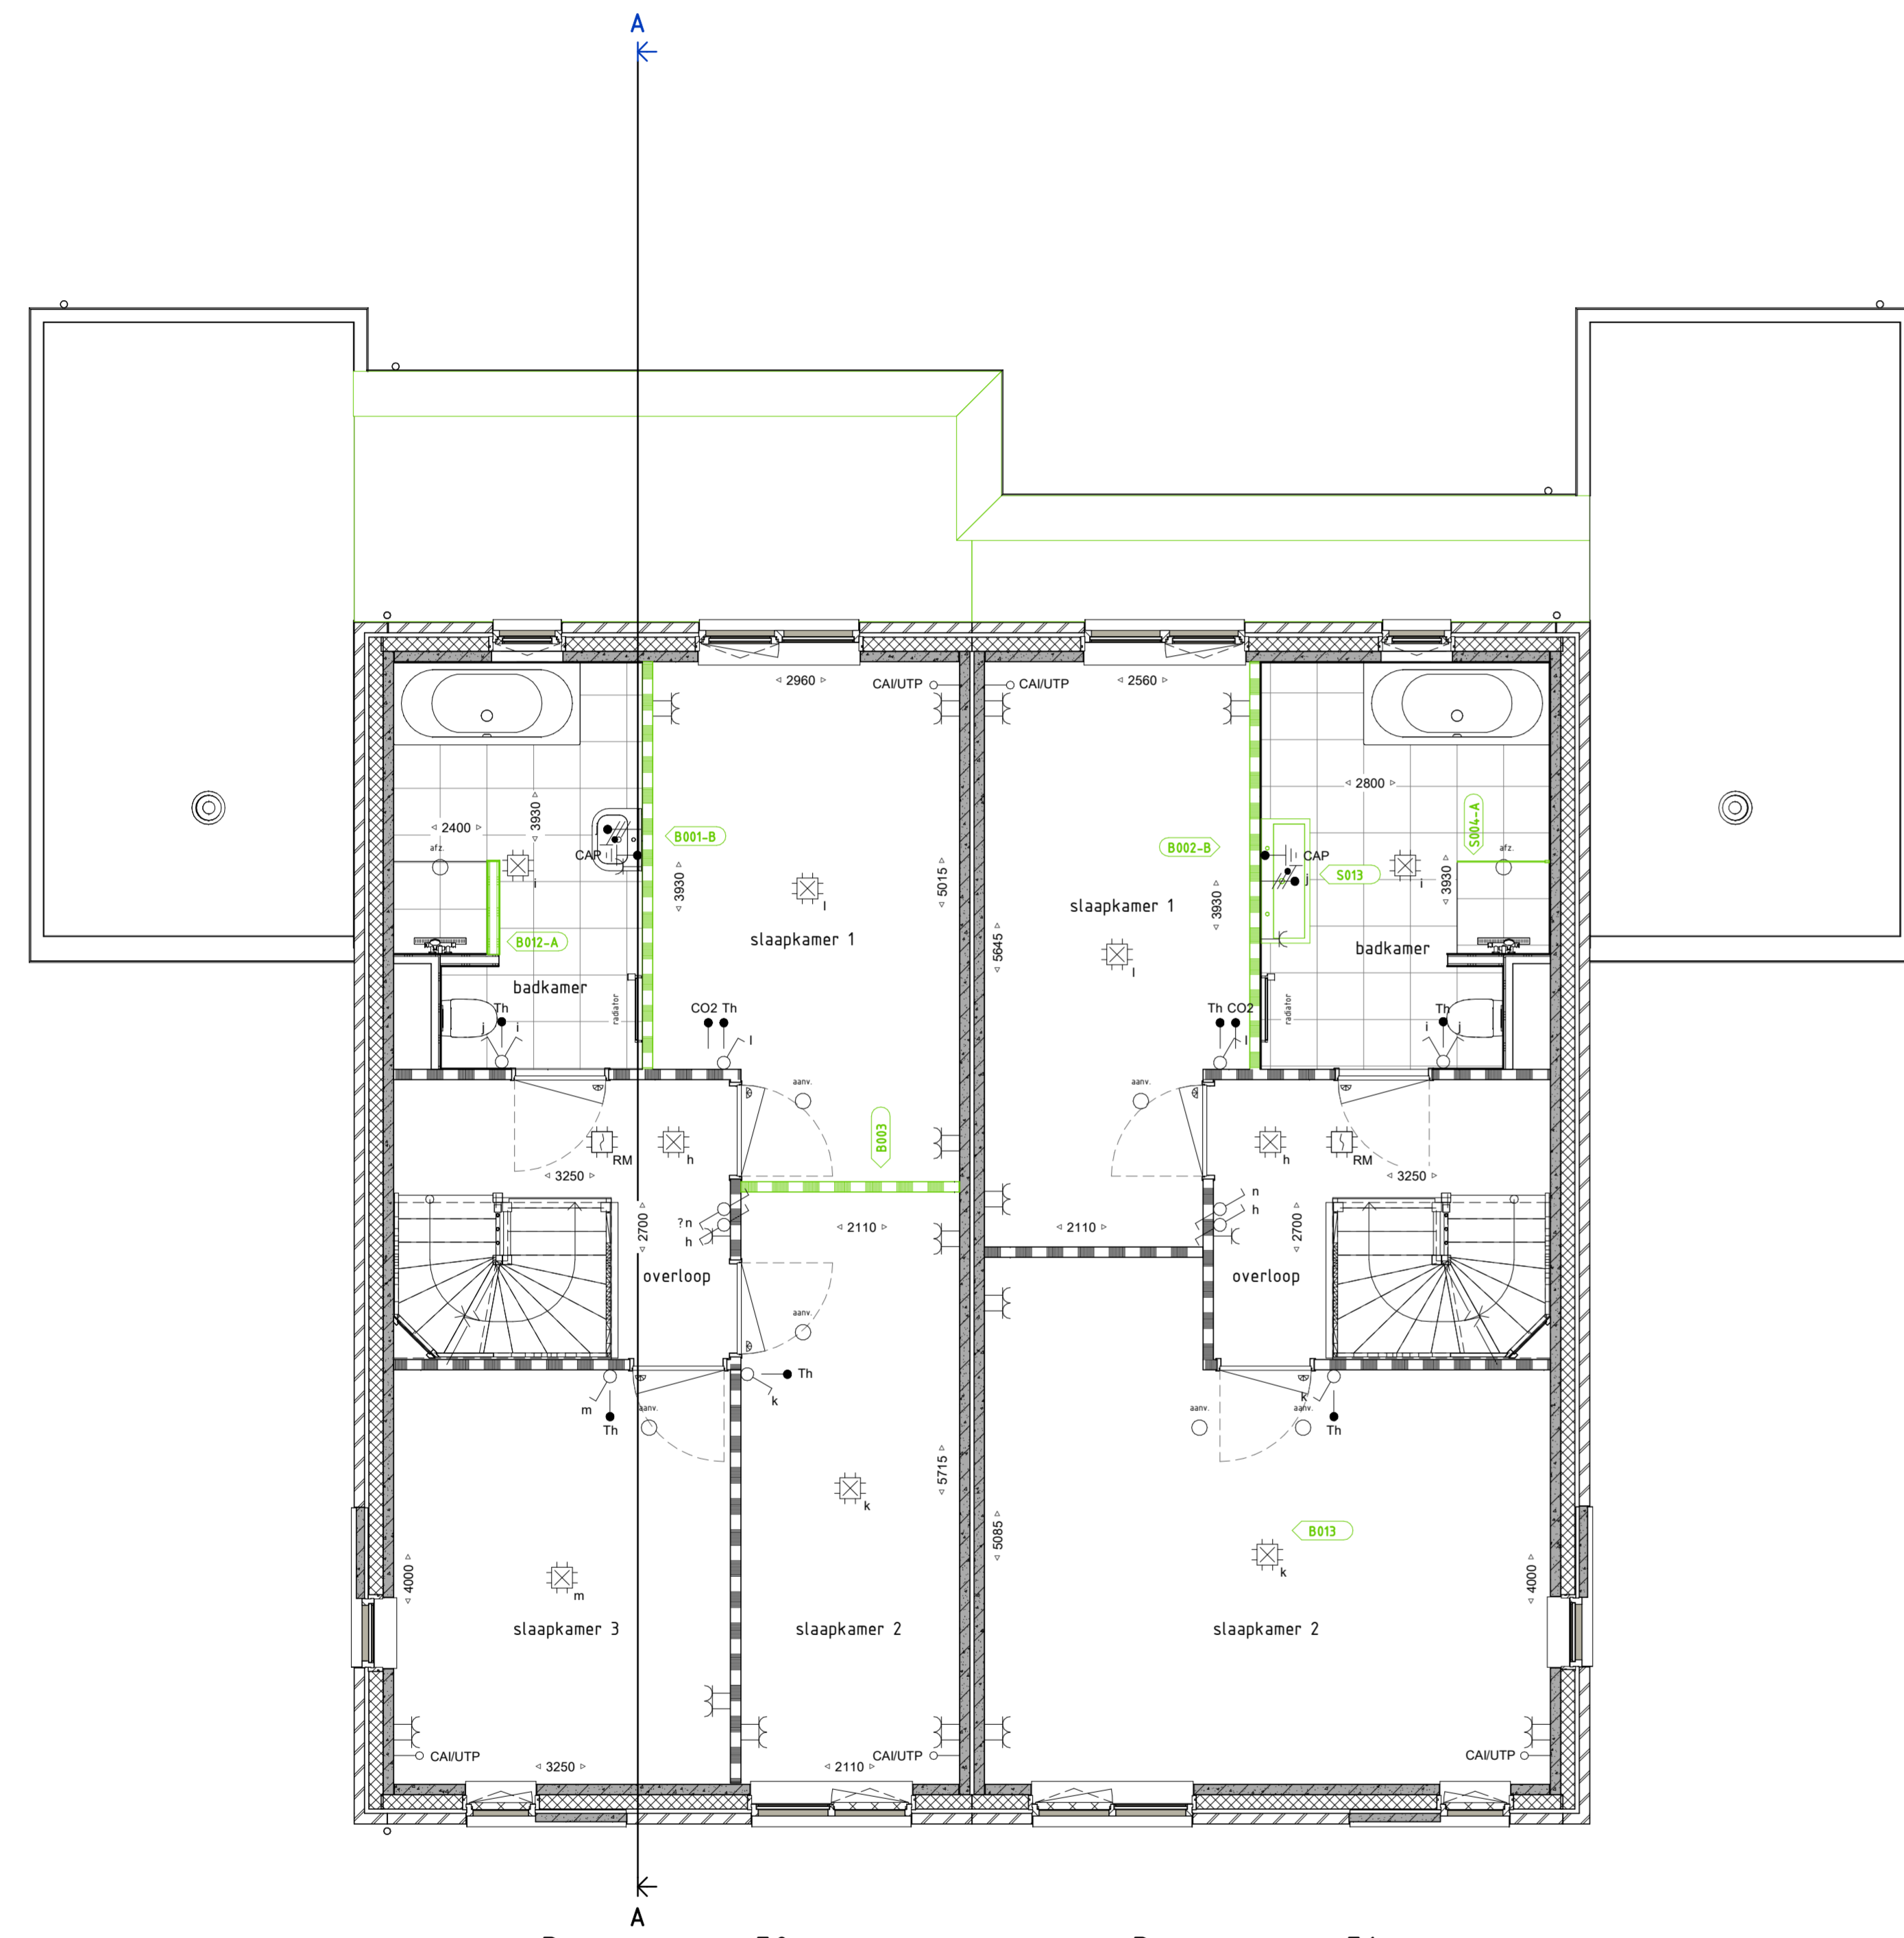 A
2960
CAI/UTP
CAI/UTP
2560
2400
3930
afz.
CAP
i
B001-B
3930
l
5015
slaapkamer 1
B012-A
badkamer
radiator
Th
j
i
CO2 Th
l
slaapkamer 1
5645
l
B002-B
3930
2800
S004-A
CAP
j
S013
i
3930
afz.
badkamer
radiator
Th CO2
l
Th
i
j
aanv.
B003
aanv.
RM
h
3250
2700
?n
h
overloop
2110
aanv.
2110
n
h
h
RM
3250
2700
overloop
m
Th
aanv.
Th
k
aanv.
k
aanv.
Th
5715
k
5085
B013
k
4000
m
4000
slaapkamer 3
slaapkamer 2
slaapkamer 2
CAI/UTP
3250
2110
CAI/UTP
CAI/UTP
A